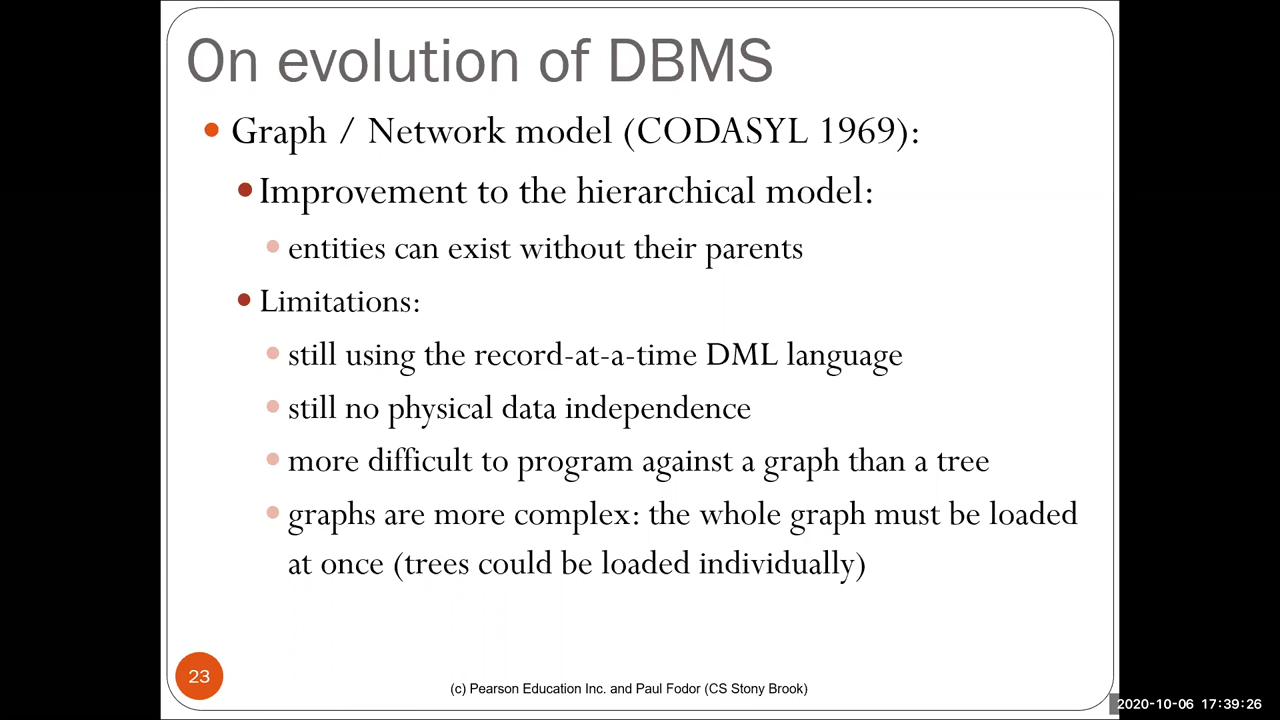 On evolution of DBMS
Graph / Network model (CODASYL 1969):
Improvement to the hierarchical model:
entities can exist without their parents
Limitations:
still using the record-at-a-time DML language
still no physical data independence
more difficult to program against a graph than a tree
graphs are more complex: the whole graph must be loaded
at once (trees could be loaded individually)
23
(c) Pearson Education Inc. and Paul Fodor (CS Stony Brook)
2020-10-06 17:39:26